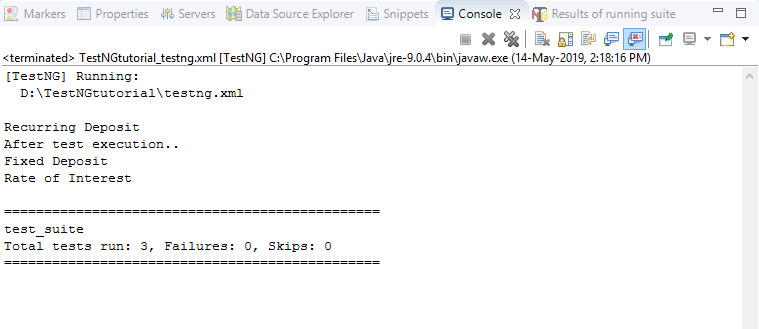 Markers Properties Servers Data Source Explorer Snippets Console Results of running suite
<terminated> TestNGtutorial_testng.xml [TestNG] C:\Program Files\Java\jre-9.0.4\bin\javaw.exe (14-May-2019, 2:18:16 PM)
[TestNG] Running:
  D:\TestNGtutorial\testng.xml
Recurring Deposit
After test execution..
Fixed Deposit
Rate of Interest
===============================================
test_suite
Total tests run: 3, Failures: 0, Skips: 0
===============================================